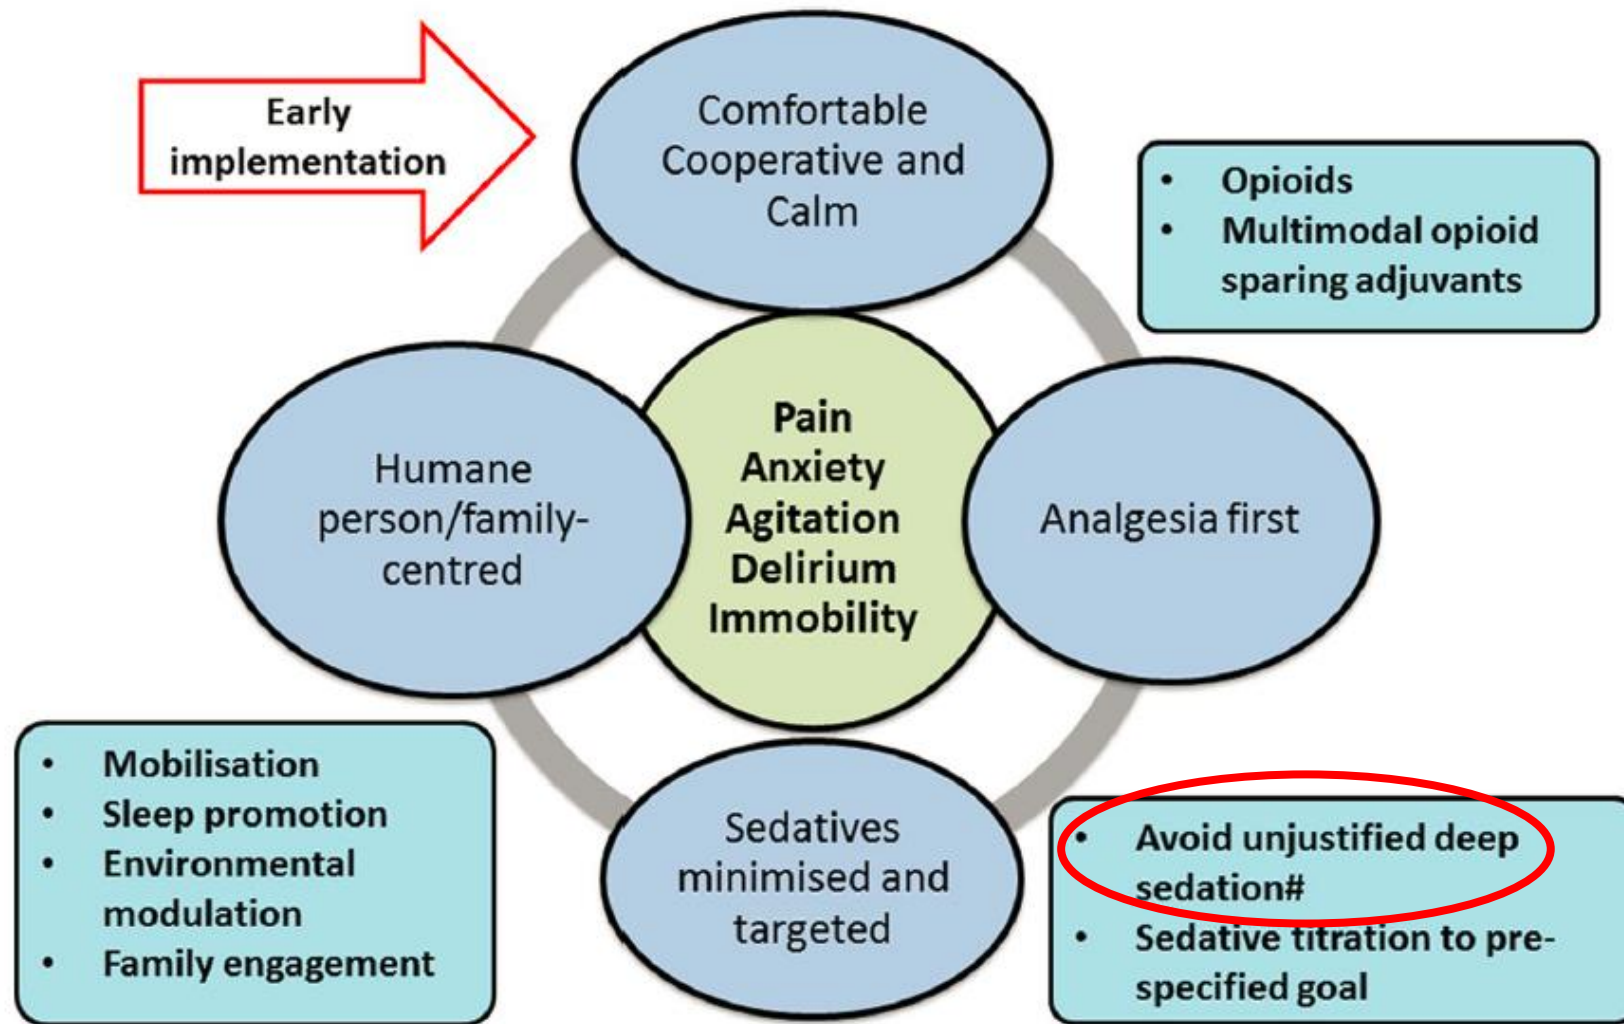 Early
implementation
Comfortable
Cooperative and
Calm
• Opioids
• Multimodal opioid
sparing adjuvants
Humane
person/family-
centred
Pain
Anxiety
Agitation
Delirium
Immobility
Analgesia first
• Mobilisation
• Sleep promotion
• Environmental
modulation
• Family engagement
Sedatives
minimised and
targeted
• Avoid unjustified deep
sedation#
• Sedative titration to pre-
specified goal